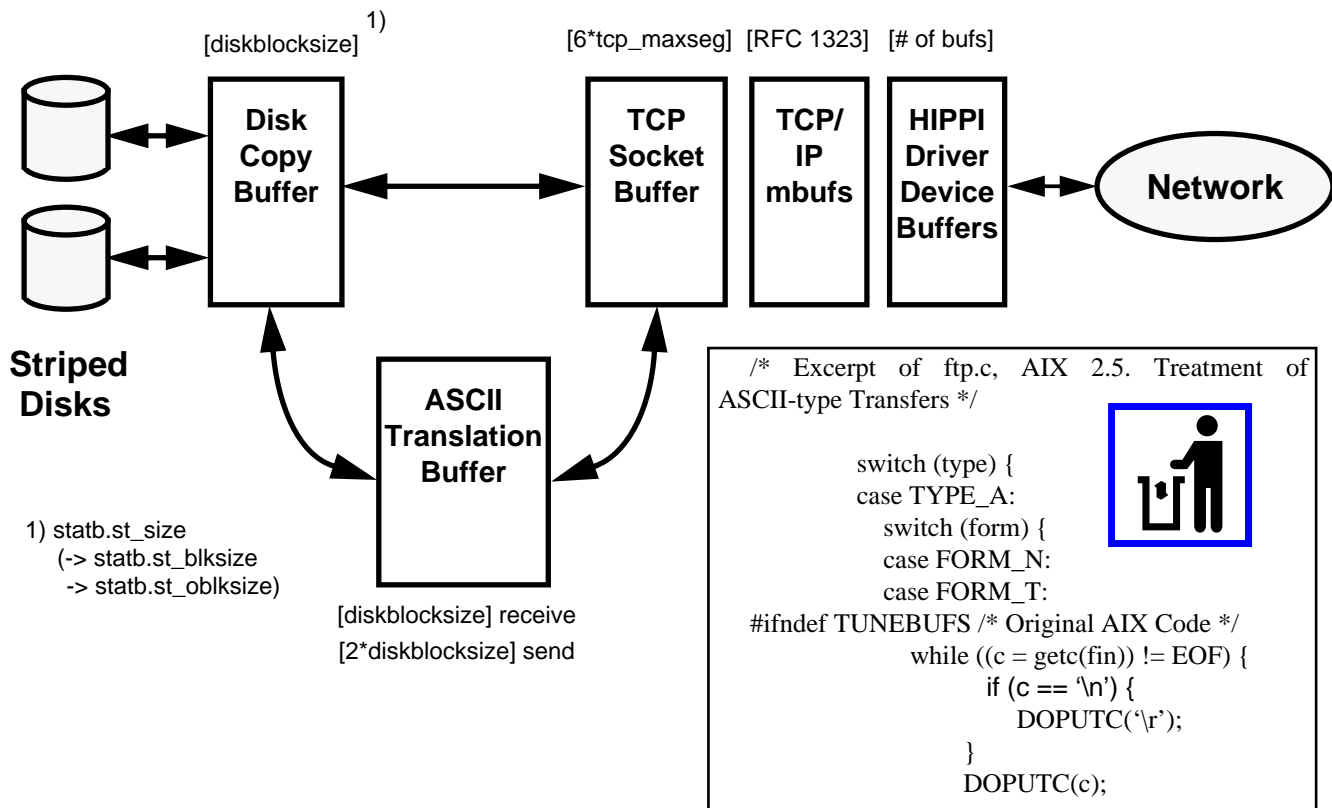 [diskblocksize] 1)
[6*tcp_maxseg] [RFC 1323] [# of bufs]
Disk
Copy
Buffer
TCP
Socket
Buffer
TCP/
IP
mbufs
HIPPI
Driver
Device
Buffers
Network
Striped
Disks
ASCII
Translation
Buffer
1) statb.st_size
(-> statb.st_blksize
-> statb.st_oblksize)
[diskblocksize] receive
[2*diskblocksize] send
/* Excerpt of ftp.c, AIX 2.5. Treatment of
ASCII-type Transfers */
switch (type) {
case TYPE_A:
switch (form) {
case FORM_N:
case FORM_T:
#ifndef TUNEBUFS /* Original AIX Code */
while ((c = getc(fin)) != EOF) {
if (c == ‘\n’) {
DOPUTC(‘\r’);
}
DOPUTC(c);